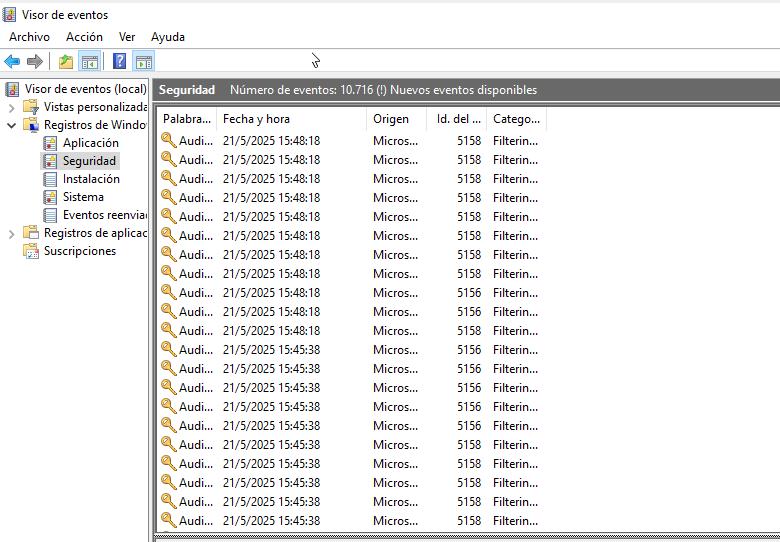 Visor de eventos
Archivo Acción Ver Ayuda
Visor de eventos (local)
Vistas personalizada
Registros de Windo
Aplicación
Seguridad
Instalación
Sistema
Eventos reenvia
Registros de aplicac
Suscripciones
Seguridad Número de eventos: 10.716 (!) Nuevos eventos disponibles
Palabra... Fecha y hora Origen Id. del ... Catego...
Audi... 21/5/2025 15:48:18 Micros... 5158 Filterin...
Audi... 21/5/2025 15:48:18 Micros... 5158 Filterin...
Audi... 21/5/2025 15:48:18 Micros... 5158 Filterin...
Audi... 21/5/2025 15:48:18 Micros... 5158 Filterin...
Audi... 21/5/2025 15:48:18 Micros... 5158 Filterin...
Audi... 21/5/2025 15:48:18 Micros... 5158 Filterin...
Audi... 21/5/2025 15:48:18 Micros... 5158 Filterin...
Audi... 21/5/2025 15:48:18 Micros... 5158 Filterin...
Audi... 21/5/2025 15:48:18 Micros... 5156 Filterin...
Audi... 21/5/2025 15:48:18 Micros... 5156 Filterin...
Audi... 21/5/2025 15:48:18 Micros... 5158 Filterin...
Audi... 21/5/2025 15:45:38 Micros... 5156 Filterin...
Audi... 21/5/2025 15:45:38 Micros... 5156 Filterin...
Audi... 21/5/2025 15:45:38 Micros... 5156 Filterin...
Audi... 21/5/2025 15:45:38 Micros... 5156 Filterin...
Audi... 21/5/2025 15:45:38 Micros... 5156 Filterin...
Audi... 21/5/2025 15:45:38 Micros... 5158 Filterin...
Audi... 21/5/2025 15:45:38 Micros... 5158 Filterin...
Audi... 21/5/2025 15:45:38 Micros... 5158 Filterin...
Audi... 21/5/2025 15:45:38 Micros... 5158 Filterin...
Audi... 21/5/2025 15:45:38 Micros... 5158 Filterin...